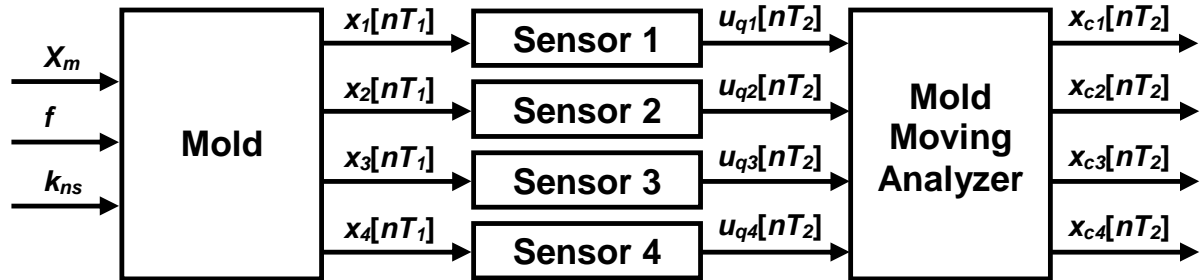 X_m
f
k_ns
Mold
x_1[nT_1]
x_2[nT_1]
x_3[nT_1]
x_4[nT_1]
Sensor 1
Sensor 2
Sensor 3
Sensor 4
u_q1[nT_2]
u_q2[nT_2]
u_q3[nT_2]
u_q4[nT_2]
Mold
Moving
Analyzer
x_c1[nT_2]
x_c2[nT_2]
x_c3[nT_2]
x_c4[nT_2]